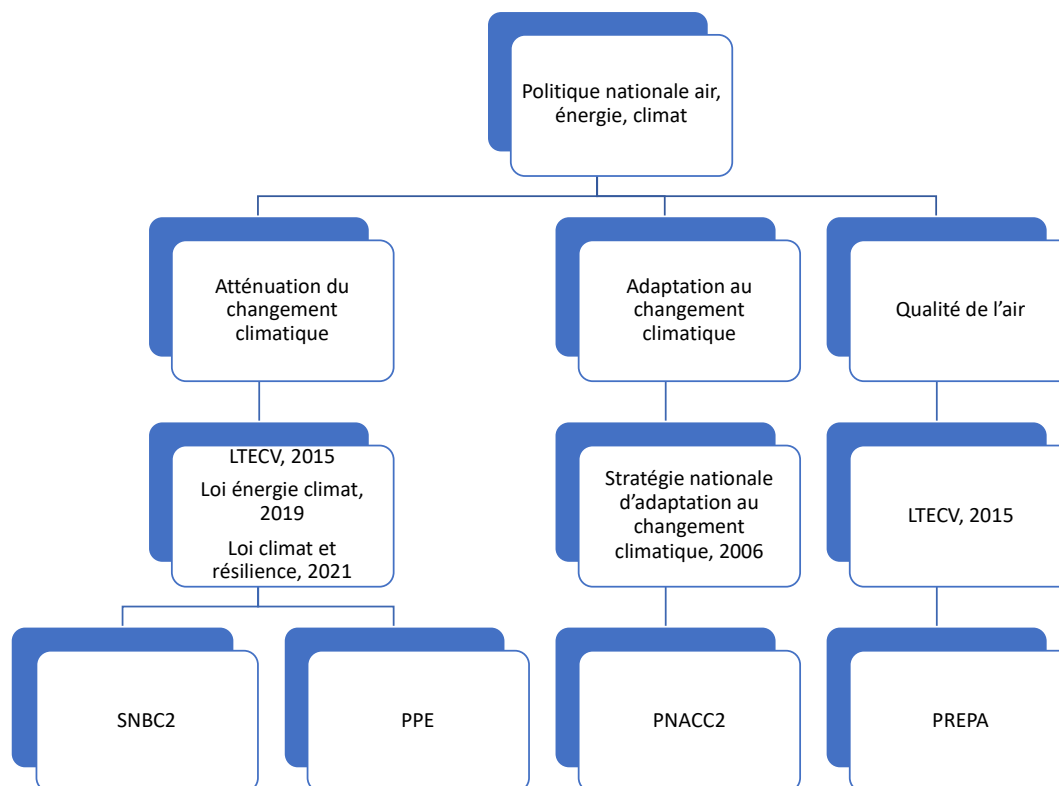 Politique nationale air,
énergie, climat
Atténuation du
changement
climatique
Adaptation au
changement
climatique
Qualité de l’air
LTECV, 2015
Loi énergie climat,
2019
Loi climat et
résilience, 2021
Stratégie nationale
d’adaptation au
changement
climatique, 2006
LTECV, 2015
SNBC2
PPE
PNACC2
PREPA